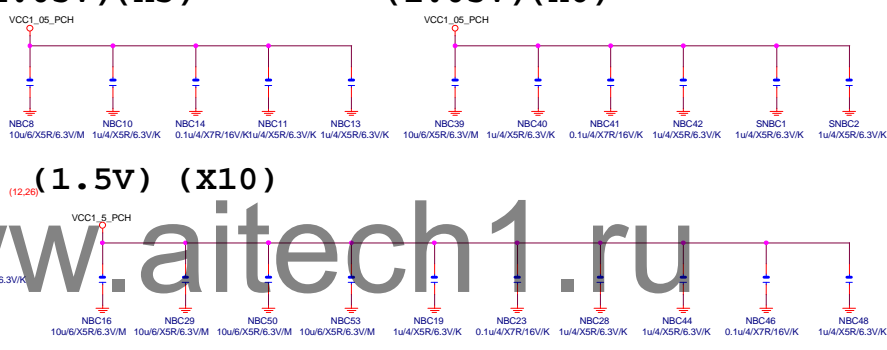 (1.05V)(X6)
VCC1_05_PCH
VCC1_05_PCH
NBC8 NBC10 NBC14 NBC11 NBC13 NBC39 NBC40 NBC41 NBC42 SNBC1 SNBC2
10u/6/X5R/6.3V/M 1u/4/X5R/6.3V/K 0.1u/4/X7R/16V/K 1u/4/X5R/6.3V/K 1u/4/X5R/6.3V/K 10u/6/X5R/6.3V/M 1u/4/X5R/6.3V/K 0.1u/4/X7R/16V/K 1u/4/X5R/6.3V/K 1u/4/X5R/6.3V/K 1u/4/X5R/6.3V/K
(12,26) (1.5V) (X10)
VCC1_5_PCH
w.aitech1.ru
6.3V/K
NBC16 NBC29 NBC50 NBC53 NBC19 NBC23 NBC28 NBC44 NBC46 NBC48
10u/6/X5R/6.3V/M 10u/6/X5R/6.3V/M 10u/6/X5R/6.3V/M 10u/6/X5R/6.3V/M 1u/4/X5R/6.3V/K 0.1u/4/X7R/16V/K 1u/4/X5R/6.3V/K 1u/4/X5R/6.3V/K 0.1u/4/X7R/16V/K 1u/4/X5R/6.3V/K